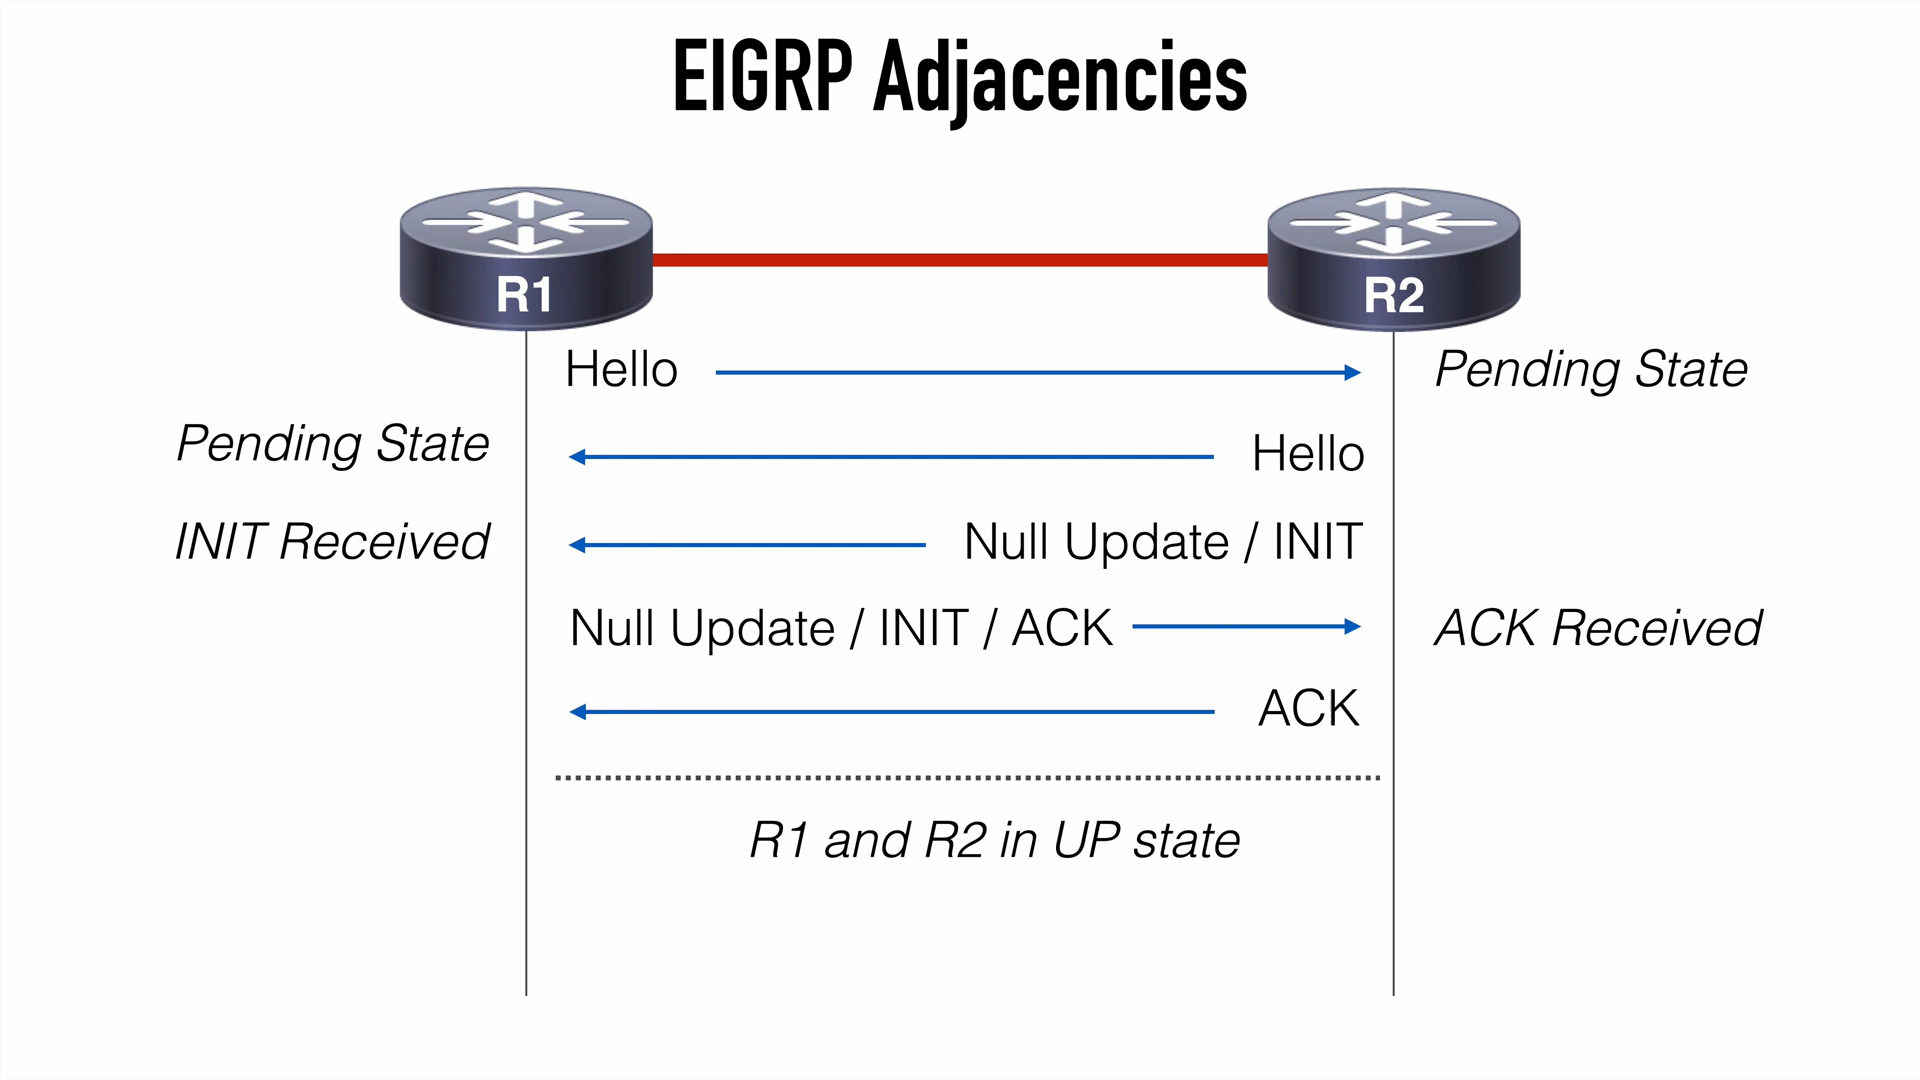 EIGRP Adjacencies
R1
R2
Hello
Pending State
Pending State
Hello
INIT Received
Null Update / INIT
Null Update / INIT / ACK
ACK Received
ACK
R1 and R2 in UP state